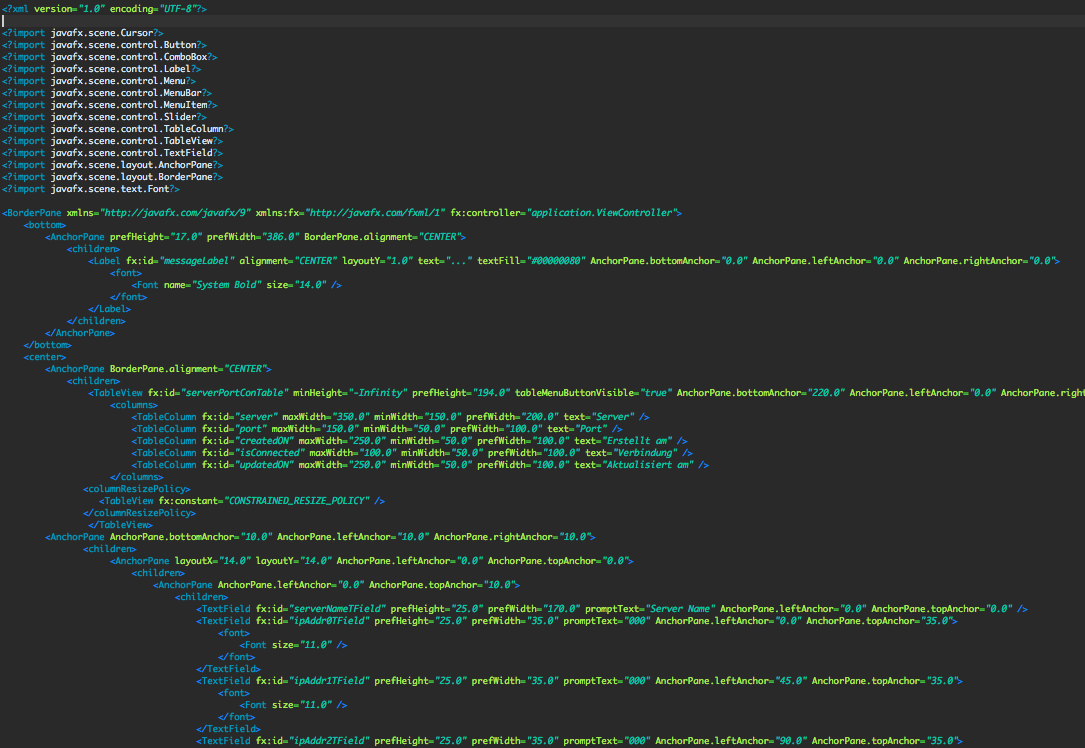 <?xml version="1.0" encoding="UTF-8"?>
<?import javafx.scene.Cursor?>
<?import javafx.scene.control.Button?>
<?import javafx.scene.control.ComboBox?>
<?import javafx.scene.control.Label?>
<?import javafx.scene.control.Menu?>
<?import javafx.scene.control.MenuBar?>
<?import javafx.scene.control.MenuItem?>
<?import javafx.scene.control.Slider?>
<?import javafx.scene.control.TableColumn?>
<?import javafx.scene.control.TableView?>
<?import javafx.scene.control.TextField?>
<?import javafx.scene.layout.AnchorPane?>
<?import javafx.scene.layout.BorderPane?>
<?import javafx.scene.text.Font?>
<BorderPane xmlns="http://javafx.com/javafx/9" xmlns:fx="http://javafx.com/fxml/1" fx:controller="application.ViewController">
<bottom>
<AnchorPane prefHeight="17.0" prefWidth="386.0" BorderPane.alignment="CENTER">
<children>
<Label fx:id="messageLabel" alignment="CENTER" layoutY="1.0" text="..." textFill="#00000080" AnchorPane.bottomAnchor="0.0" AnchorPane.leftAnchor="0.0" AnchorPane.rightAnchor="0.0">
<font>
<Font name="System Bold" size="14.0" />
</font>
</Label>
</children>
</AnchorPane>
</bottom>
<center>
<AnchorPane BorderPane.alignment="CENTER">
<children>
<TableView fx:id="serverPortConTable" minHeight="-Infinity" prefHeight="194.0" tableMenuButtonVisible="true" AnchorPane.bottomAnchor="220.0" AnchorPane.leftAnchor="0.0" AnchorPane.right
<columns>
<TableColumn fx:id="server" maxWidth="350.0" minWidth="150.0" prefWidth="200.0" text="Server" />
<TableColumn fx:id="port" maxWidth="150.0" minWidth="50.0" prefWidth="100.0" text="Port" />
<TableColumn fx:id="createdON" maxWidth="250.0" minWidth="50.0" prefWidth="100.0" text="Erstellt am" />
<TableColumn fx:id="isConnected" maxWidth="100.0" minWidth="50.0" prefWidth="100.0" text="Verbindung" />
<TableColumn fx:id="updatedON" maxWidth="250.0" minWidth="50.0" prefWidth="100.0" text="Aktualisiert am" />
</columns>
<columnResizePolicy>
<TableView fx:constant="CONSTRAINED_RESIZE_POLICY" />
</columnResizePolicy>
</TableView>
<AnchorPane AnchorPane.bottomAnchor="10.0" AnchorPane.leftAnchor="10.0" AnchorPane.rightAnchor="10.0">
<children>
<AnchorPane layoutX="14.0" layoutY="14.0" AnchorPane.leftAnchor="0.0" AnchorPane.topAnchor="0.0">
<children>
<AnchorPane AnchorPane.leftAnchor="0.0" AnchorPane.topAnchor="10.0">
<children>
<TextField fx:id="serverNameTField" prefHeight="25.0" prefWidth="170.0" promptText="Server Name" AnchorPane.leftAnchor="0.0" AnchorPane.topAnchor="0.0" />
<TextField fx:id="ipAddr0TField" prefHeight="25.0" prefWidth="35.0" promptText="000" AnchorPane.leftAnchor="0.0" AnchorPane.topAnchor="35.0">
<font>
<Font size="11.0" />
</font>
</TextField>
<TextField fx:id="ipAddr1TField" prefHeight="25.0" prefWidth="35.0" promptText="000" AnchorPane.leftAnchor="45.0" AnchorPane.topAnchor="35.0">
<font>
<Font size="11.0" />
</font>
</TextField>
<TextField fx:id="ipAddr2TField" prefHeight="25.0" prefWidth="35.0" promptText="000" AnchorPane.leftAnchor="90.0" AnchorPane.topAnchor="35.0">